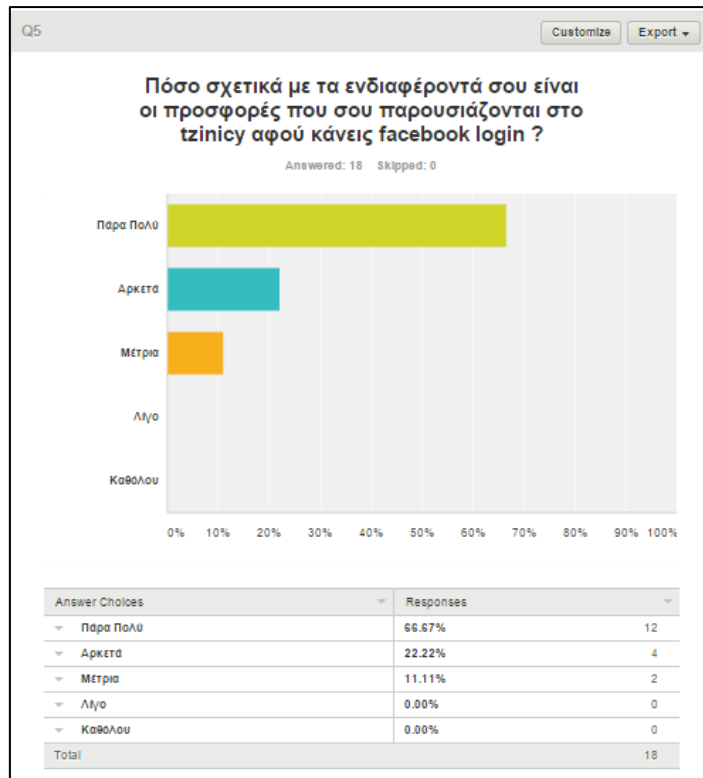 Q5
Customize
Export
Πόσο σχετικά με τα ενδιαφέροντά σου είναι
οι προσφορές που σου παρουσιάζονται στο
tzinicy αφού κάνεις facebook login ?
Answered: 18 Skipped: 0
Πάρα Πολύ
Αρκετά
Μέτρια
Λίγο
Καθόλου
0% 10% 20% 30% 40% 50% 60% 70% 80% 90% 100%
Answer Choices Responses
Πάρα Πολύ 66.67% 12
Αρκετά 22.22% 4
Μέτρια 11.11% 2
Λίγο 0.00% 0
Καθόλου 0.00% 0
Total 18